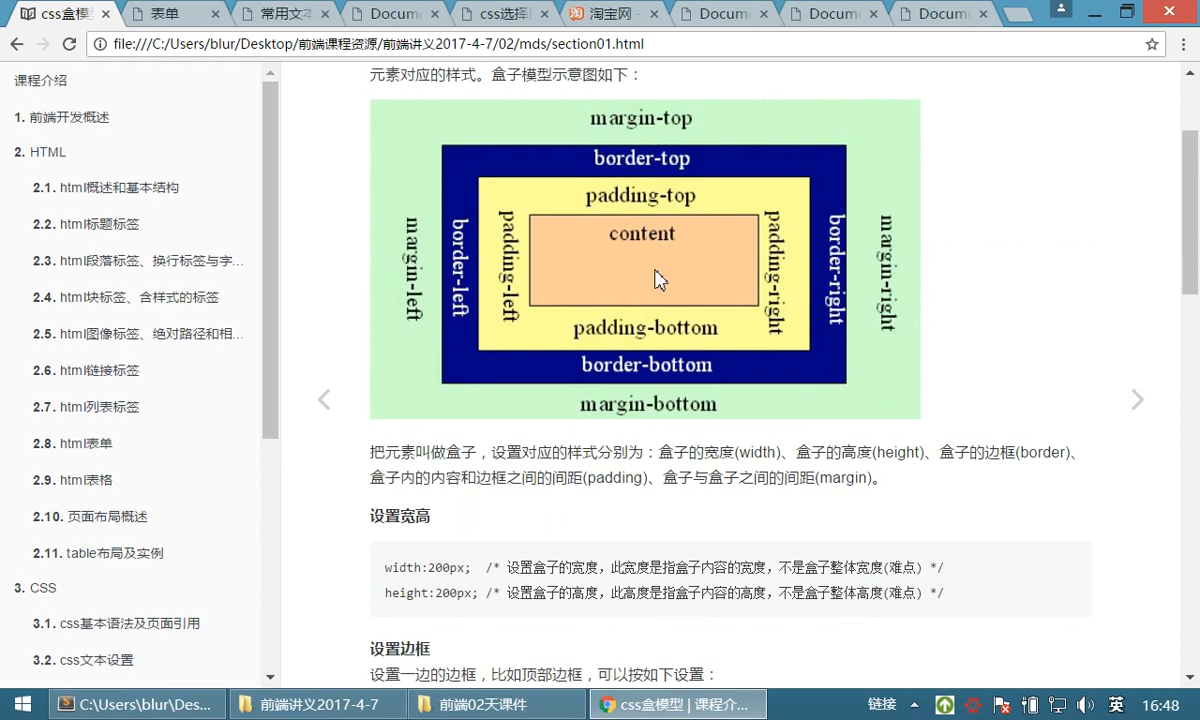 css盒模
表单
常用文本
Docum
css选择
淘宝网 -
Docum
Docum
Docum
file:///C:/Users/blur/Desktop/前端课程资源/前端讲义2017-4-7/02/mds/section01.html
课程介绍
1. 前端开发概述
2. HTML
2.1. html概述和基本结构
2.2. html标题标签
2.3. html段落标签、换行标签与字...
2.4. html块标签、含样式的标签
2.5. html图像标签、绝对路径和相...
2.6. html链接标签
2.7. html列表标签
2.8. html表单
2.9. html表格
2.10. 页面布局概述
2.11. table布局及实例
3. CSS
3.1. css基本语法及页面引用
3.2. css文本设置
元素对应的样式。盒子模型示意图如下：
margin-top
border-top
padding-top
content
margin-left
border-left
padding-left
padding-right
border-right
margin-right
padding-bottom
border-bottom
margin-bottom
把元素叫做盒子，设置对应的样式分别为：盒子的宽度(width)、盒子的高度(height)、盒子的边框(border)、
盒子内的内容和边框之间的间距(padding)、盒子与盒子之间的间距(margin)。
设置宽高
width:200px; /* 设置盒子的宽度，此宽度是指盒子内容的宽度，不是盒子整体宽度(难点) */
height:200px; /* 设置盒子的高度，此高度是指盒子内容的高度，不是盒子整体高度(难点) */
设置边框
设置一边的边框，比如顶部边框，可以按如下设置：
C:\Users\blur\Des...
前端讲义2017-4-7
前端02天课件
css盒模型 | 课程介...
链接
英
16:48